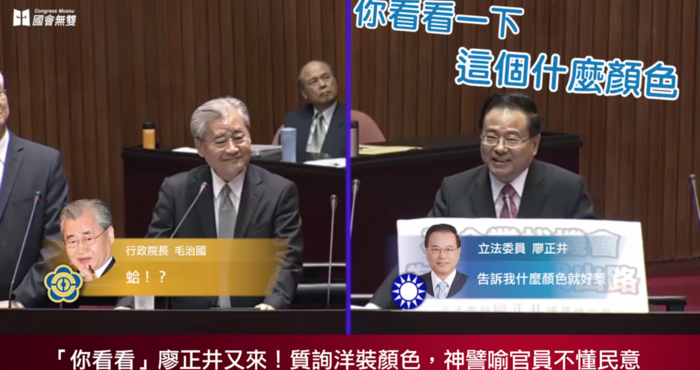 Congress Musou
國會無雙
你看看一下
這個什麼顏色
行政院長 毛治國
蛤！？
立法委員 廖正井
告訴我什麼顏色就好惹
「你看看」廖正井又來！質詢洋裝顏色，神譬喻官員不懂民意